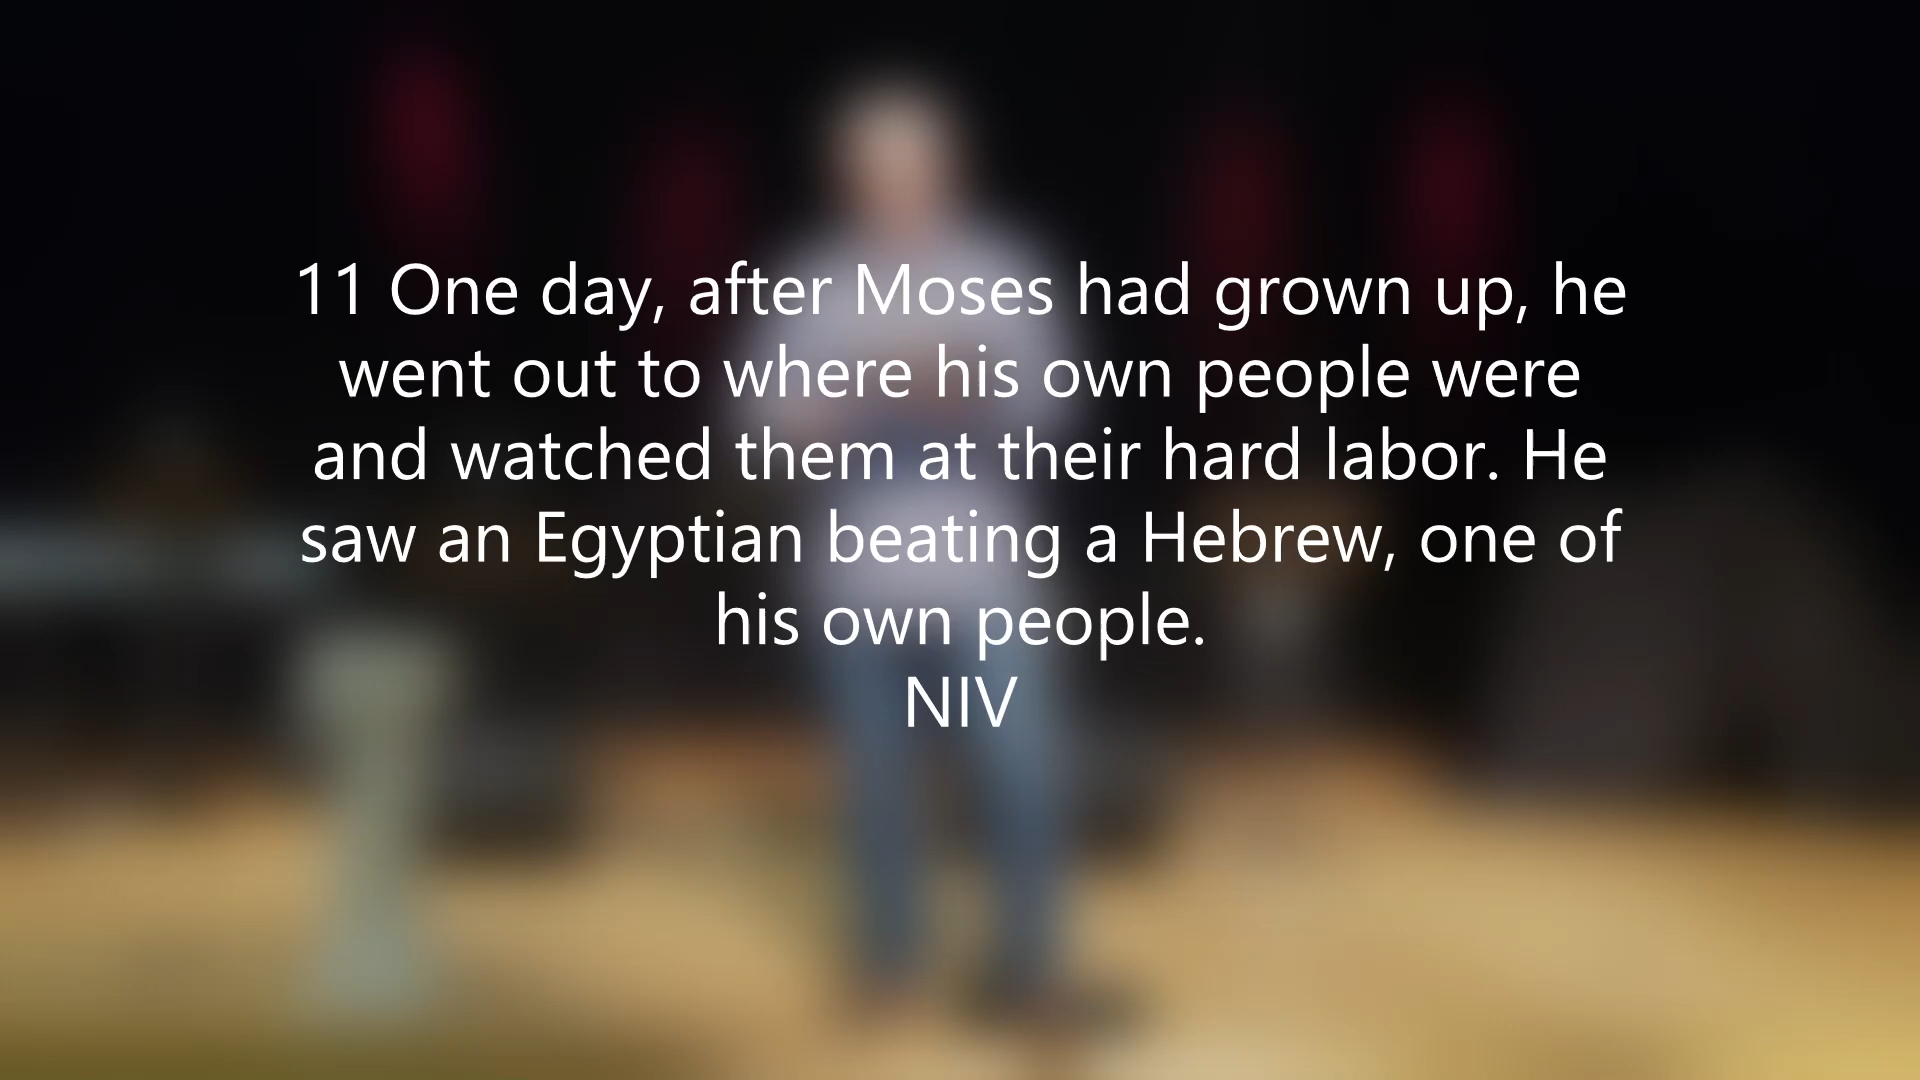 11 One day, after Moses had grown up, he
went out to where his own people were
and watched them at their hard labor. He
saw an Egyptian beating a Hebrew, one of
his own people.
NIV